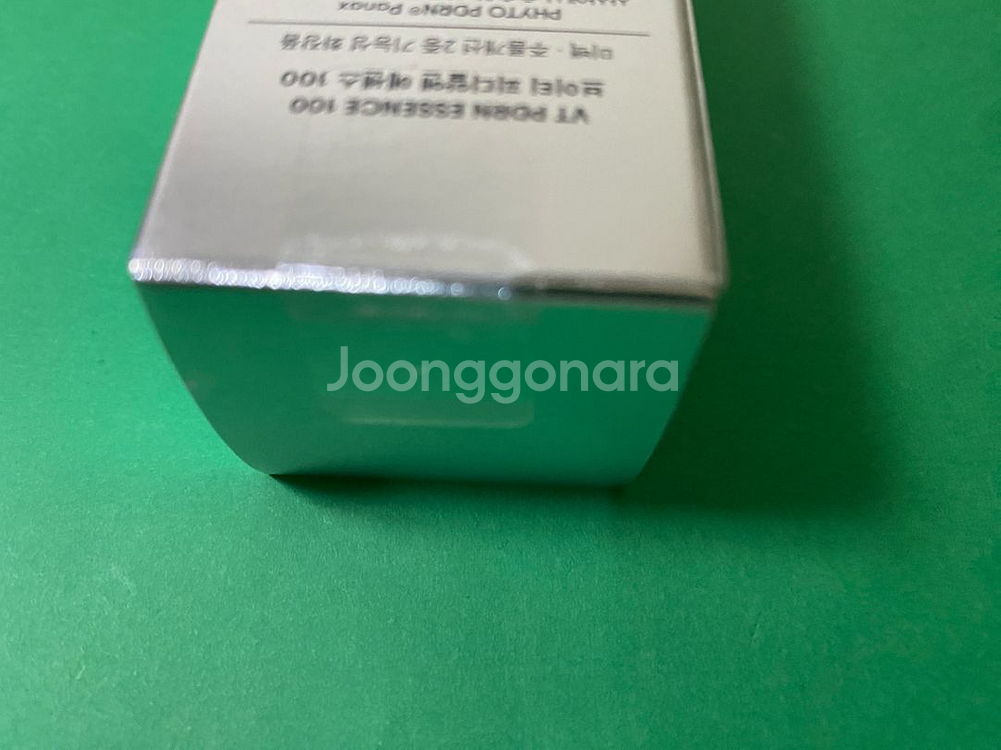 VT PDRN ESSENCE 100
브이티 피디알엔 에센스 100
미백 · 주름개선 2중 기능성 화장품
PHYTO PDRN® Panax
Joonggonara